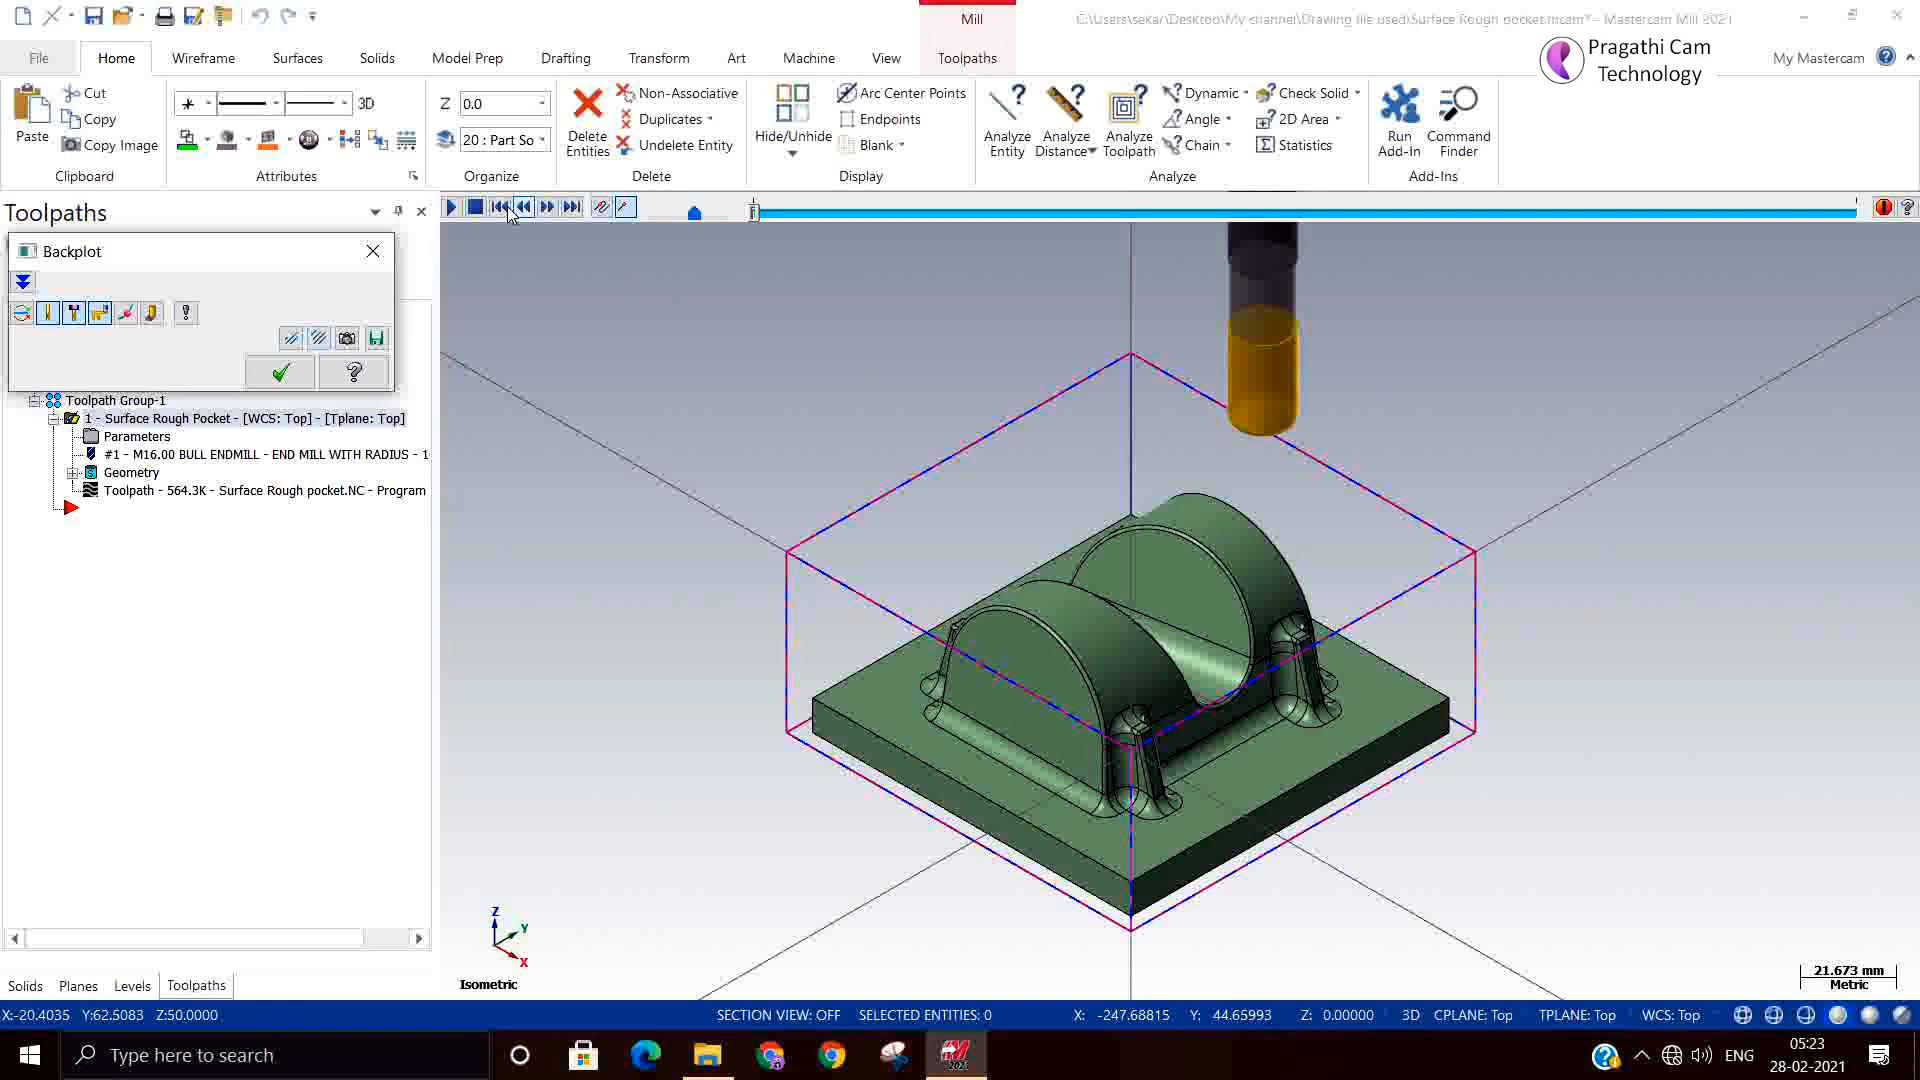 Mill
C:\Users\sekar\Desktop\My channel\Drawing file used\Surface Rough pocket.mcam* – Mastercam Mill 2021
File Home Wireframe Surfaces Solids Model Prep Drafting Transform Art Machine View Toolpaths
My Mastercam
Pragathi Cam
Technology
Paste
Cut
Copy
Copy Image
Clipboard
3D
Attributes
Z 0.0
20 : Part So
Organize
Delete
Entities
Non-Associative
Duplicates
Undelete Entity
Delete
Hide/Unhide
Arc Center Points
Endpoints
Blank
Display
Analyze
Entity
Analyze
Distance
Analyze
Toolpath
Dynamic
Angle
Chain
Check Solid
2D Area
Statistics
Analyze
Run
Add-In
Command
Finder
Add-Ins
Toolpaths
Backplot
Toolpath Group-1
1 - Surface Rough Pocket - [WCS: Top] - [Tplane: Top]
Parameters
#1 - M16.00 BULL ENDMILL - END MILL WITH RADIUS - 1
Geometry
Toolpath - 564.3K - Surface Rough pocket.NC - Program
Z
Y
X
Isometric
21.673 mm
Metric
Solids Planes Levels Toolpaths
X:-20.4035 Y:62.5083 Z:50.0000
SECTION VIEW: OFF SELECTED ENTITIES: 0 X: -247.68815 Y: 44.65993 Z: 0.00000 3D CPLANE: Top TPLANE: Top WCS: Top
Type here to search
2021
ENG
05:23
28-02-2021